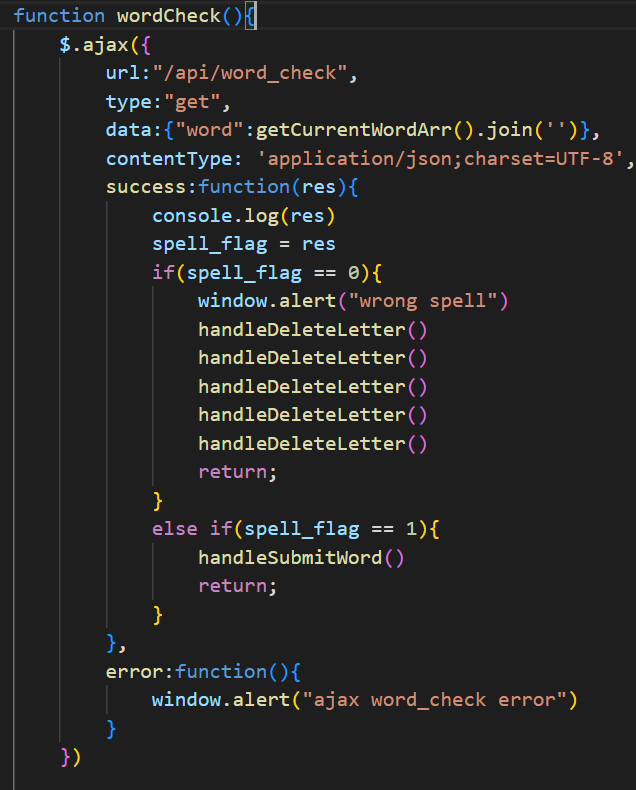 function wordCheck(){
    $.ajax({
        url:"/api/word_check",
        type:"get",
        data:{"word":getCurrentWordArr().join('')},
        contentType: 'application/json;charset=UTF-8',
        success:function(res){
            console.log(res)
            spell_flag = res
            if(spell_flag == 0){
                window.alert("wrong spell")
                handleDeleteLetter()
                handleDeleteLetter()
                handleDeleteLetter()
                handleDeleteLetter()
                handleDeleteLetter()
                return;
            }
            else if(spell_flag == 1){
                handleSubmitWord()
                return;
            }
        },
        error:function(){
            window.alert("ajax word_check error")
        }
    })